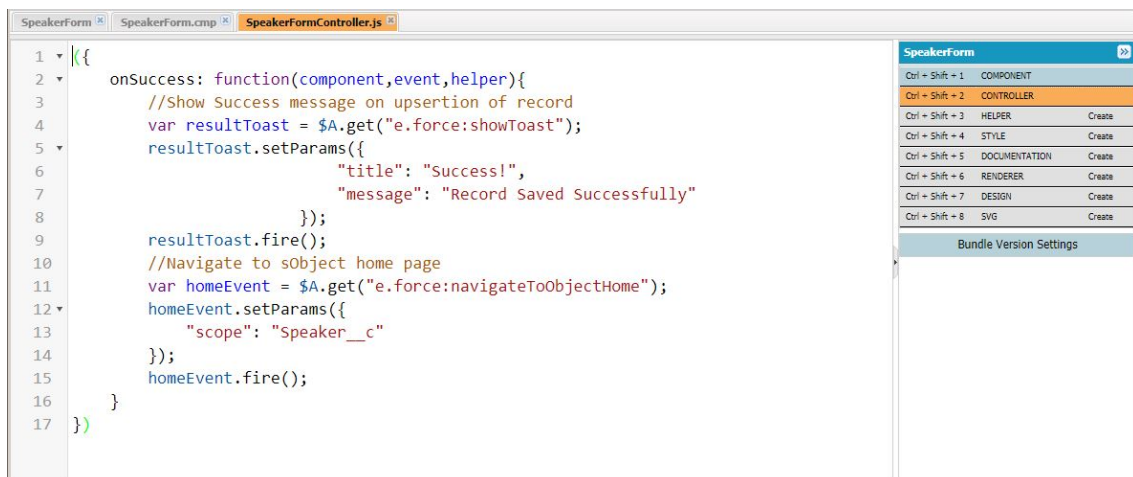 SpeakerForm SpeakerForm.cmp SpeakerFormController.js
1 ({
2 onSuccess: function(component,event,helper){
3 //Show Success message on upsertion of record
4 var resultToast = $A.get("e.force:showToast");
5 resultToast.setParams({
6 "title": "Success!",
7 "message": "Record Saved Successfully"
8 });
9 resultToast.fire();
10 //Navigate to sObject home page
11 var homeEvent = $A.get("e.force:navigateToObjectHome");
12 homeEvent.setParams({
13 "scope": "Speaker__c"
14 });
15 homeEvent.fire();
16 }
17 })
SpeakerForm
Ctrl + Shift + 1 COMPONENT
Ctrl + Shift + 2 CONTROLLER
Ctrl + Shift + 3 HELPER Create
Ctrl + Shift + 4 STYLE Create
Ctrl + Shift + 5 DOCUMENTATION Create
Ctrl + Shift + 6 RENDERER Create
Ctrl + Shift + 7 DESIGN Create
Ctrl + Shift + 8 SVG Create
Bundle Version Settings